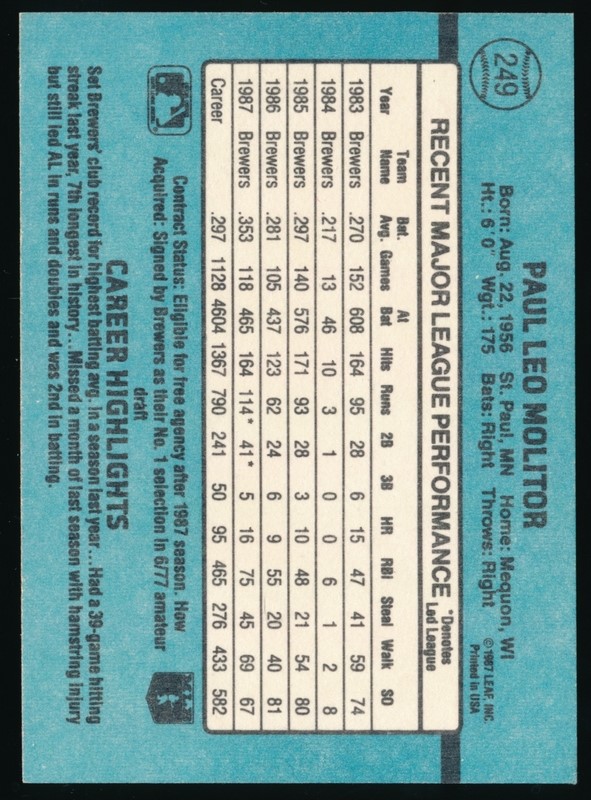 249
PAUL LEO MOLITOR
Born: Aug. 22, 1956 St. Paul, MN Home: Mequon, WI
Ht.: 6' 0" Wgt.: 175 Bats: Right Throws: Right
©1987 LEAF, INC.
Printed in USA
RECENT MAJOR LEAGUE PERFORMANCE *Denotes Led League
Year Team Name Bat. Avg. Games At Bat Hits Runs 2B 3B HR RBI Steal Walk SO
1983 Brewers .270 152 608 164 95 28 6 15 47 41 59 74
1984 Brewers .217 13 46 10 3 1 0 0 6 1 2 8
1985 Brewers .297 140 576 171 93 28 3 10 48 21 54 80
1986 Brewers .281 105 437 123 62 24 6 9 55 20 40 81
1987 Brewers .353 118 465 164 114* 41* 5 16 75 45 69 67
Career .297 1128 4604 1367 790 241 50 95 465 276 433 582
Contract Status: Eligible for free agency after 1987 season. How
Acquired: Signed by Brewers as their No. 1 selection in 6/77 amateur
draft
CAREER HIGHLIGHTS
Set Brewers' club record for highest batting avg. in a season last year...Had a 39-game hitting
streak last year, 7th longest in history...Missed a month of last season with hamstring injury
but still led AL in runs and doubles and was 2nd in batting.